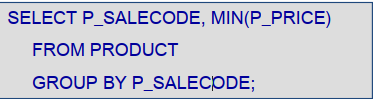 SELECT P_SALECODE, MIN(P_PRICE)
FROM PRODUCT
GROUP BY P_SALECODE;